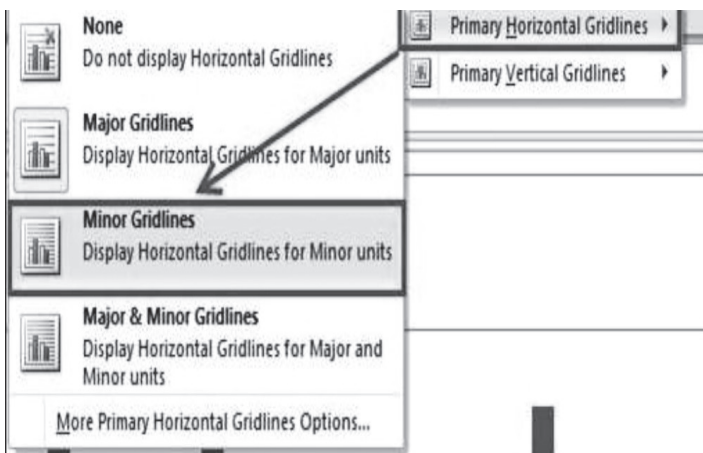 Primary Horizontal Gridlines
Primary Vertical Gridlines
None
Do not display Horizontal Gridlines
Major Gridlines
Display Horizontal Gridlines for Major units
Minor Gridlines
Display Horizontal Gridlines for Minor units
Major & Minor Gridlines
Display Horizontal Gridlines for Major and
Minor units
More Primary Horizontal Gridlines Options...